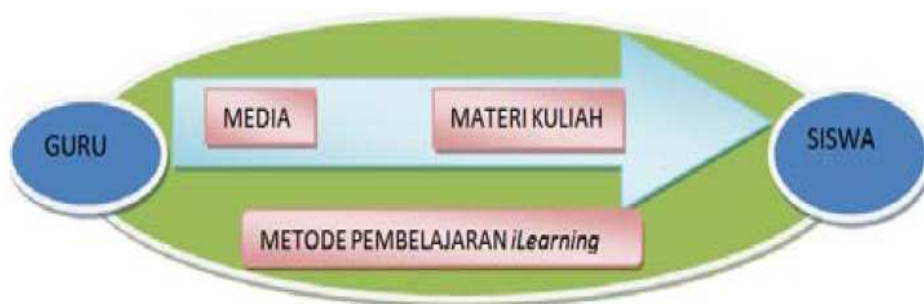 GURU
MEDIA
MATERI KULIAH
SISWA
METODE PEMBELAJARAN iLearning